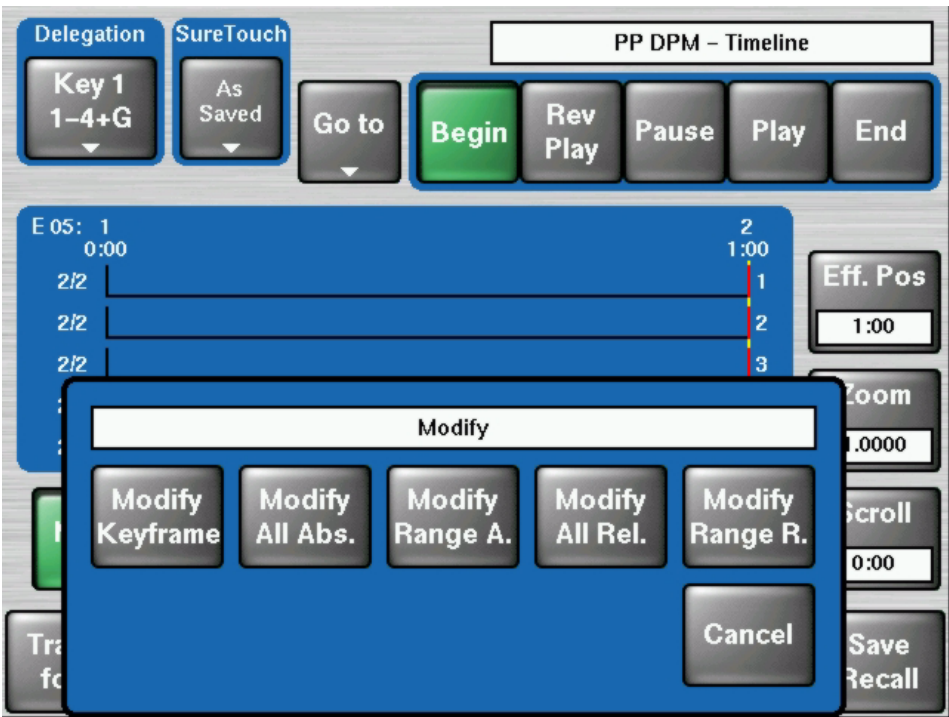 Delegation
SureTouch
PP DPM – Timeline
Key 1
1–4+G
As
Saved
Go to
Begin
Rev
Play
Pause
Play
End
E 05: 1
0:00
2
1:00
2/2
1
2/2
2
2/2
3
Eff. Pos
1:00
Modify
Modify
Keyframe
Modify
All Abs.
Modify
Range A.
Modify
All Rel.
Modify
Range R.
Cancel
0:00
Save